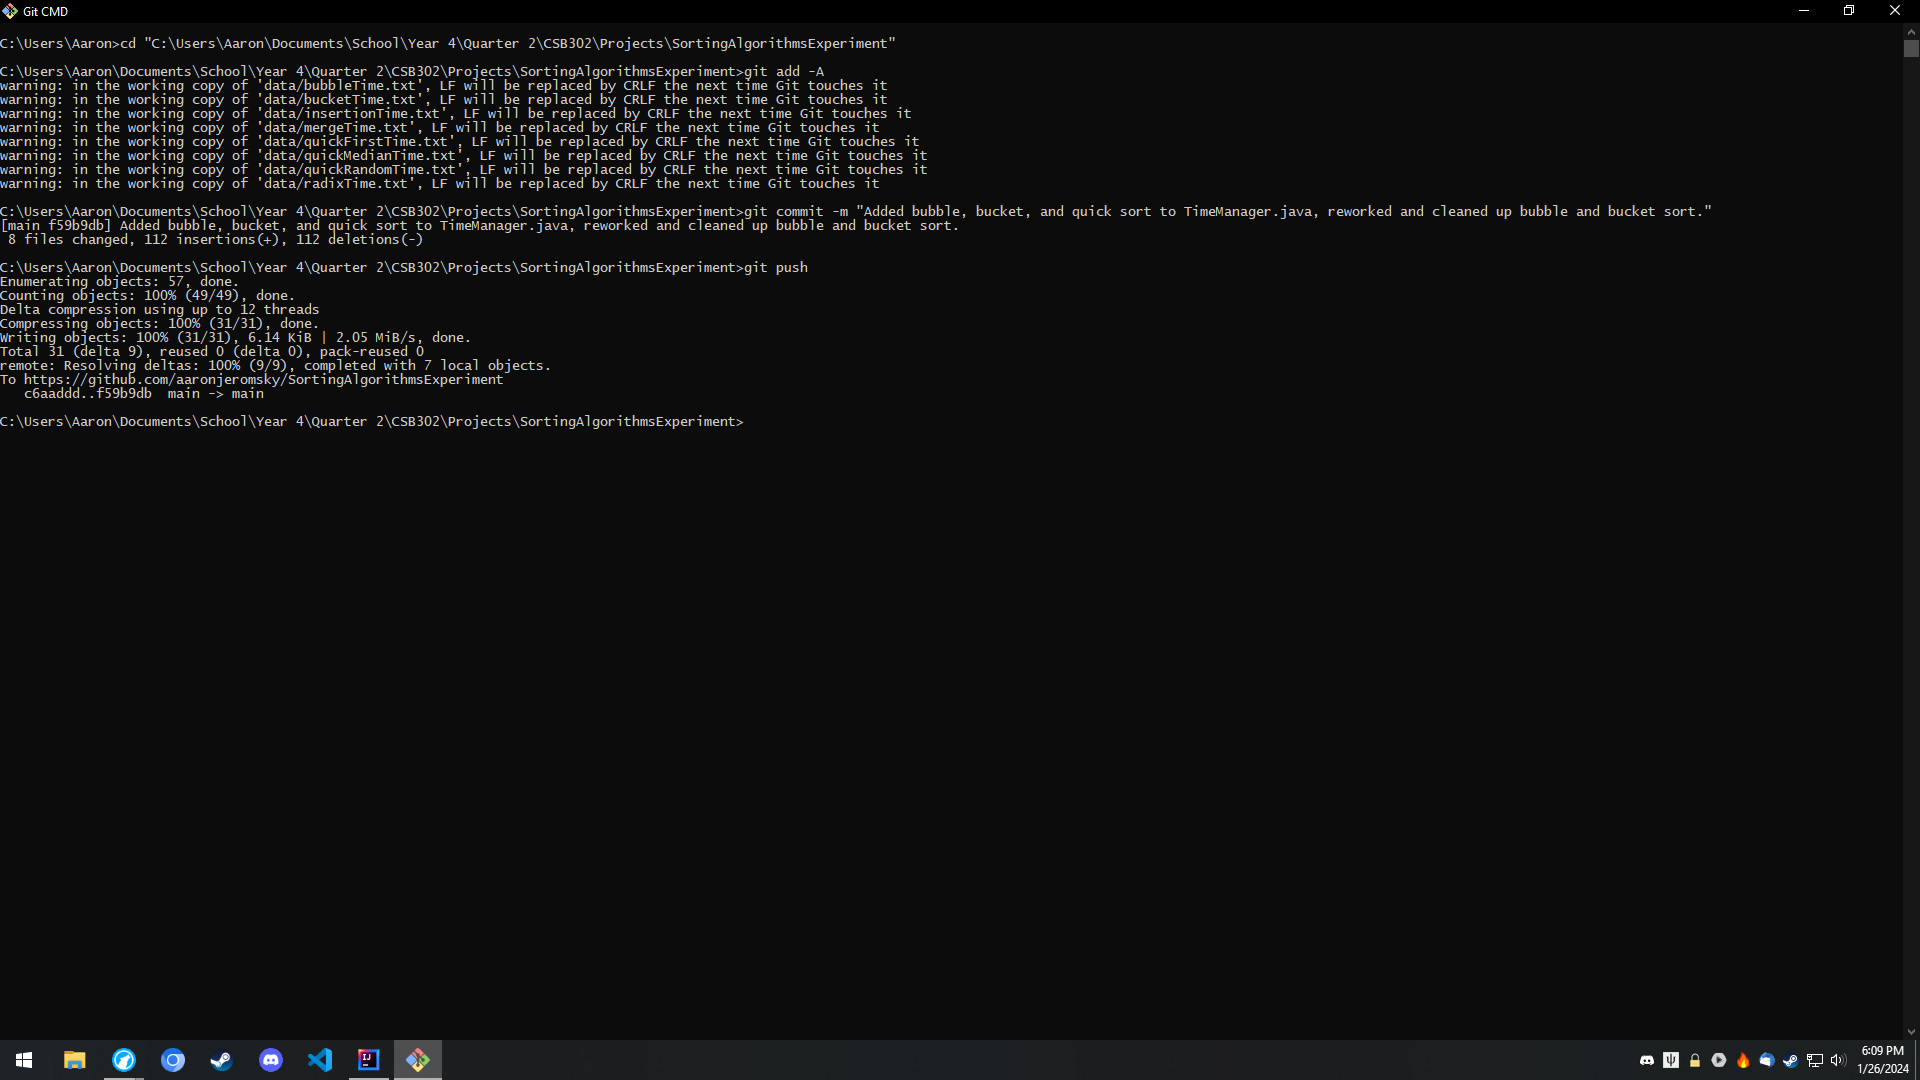 Git CMD
C:\Users\Aaron>cd "C:\Users\Aaron\Documents\School\Year 4\Quarter 2\CSB302\Projects\SortingAlgorithmsExperiment"
C:\Users\Aaron\Documents\School\Year 4\Quarter 2\CSB302\Projects\SortingAlgorithmsExperiment>git add -A
warning: in the working copy of 'data/bubbleTime.txt', LF will be replaced by CRLF the next time Git touches it
warning: in the working copy of 'data/bucketTime.txt', LF will be replaced by CRLF the next time Git touches it
warning: in the working copy of 'data/insertionTime.txt', LF will be replaced by CRLF the next time Git touches it
warning: in the working copy of 'data/mergeTime.txt', LF will be replaced by CRLF the next time Git touches it
warning: in the working copy of 'data/quickFirstTime.txt', LF will be replaced by CRLF the next time Git touches it
warning: in the working copy of 'data/quickMedianTime.txt', LF will be replaced by CRLF the next time Git touches it
warning: in the working copy of 'data/quickRandomTime.txt', LF will be replaced by CRLF the next time Git touches it
warning: in the working copy of 'data/radixTime.txt', LF will be replaced by CRLF the next time Git touches it
C:\Users\Aaron\Documents\School\Year 4\Quarter 2\CSB302\Projects\SortingAlgorithmsExperiment>git commit -m "Added bubble, bucket, and quick sort to TimeManager.java, reworked and cleaned up bubble and bucket sort."
[main f59b9db] Added bubble, bucket, and quick sort to TimeManager.java, reworked and cleaned up bubble and bucket sort.
8 files changed, 112 insertions(+), 112 deletions(-)
C:\Users\Aaron\Documents\School\Year 4\Quarter 2\CSB302\Projects\SortingAlgorithmsExperiment>git push
Enumerating objects: 57, done.
Counting objects: 100% (49/49), done.
Delta compression using up to 12 threads
Compressing objects: 100% (31/31), done.
Writing objects: 100% (31/31), 6.14 KiB | 2.05 MiB/s, done.
Total 31 (delta 9), reused 0 (delta 0), pack-reused 0
remote: Resolving deltas: 100% (9/9), completed with 7 local objects.
To https://github.com/aaronjeromsky/SortingAlgorithmsExperiment
c6aaddd..f59b9db  main -> main
C:\Users\Aaron\Documents\School\Year 4\Quarter 2\CSB302\Projects\SortingAlgorithmsExperiment>
IJ
6:09 PM
1/26/2024